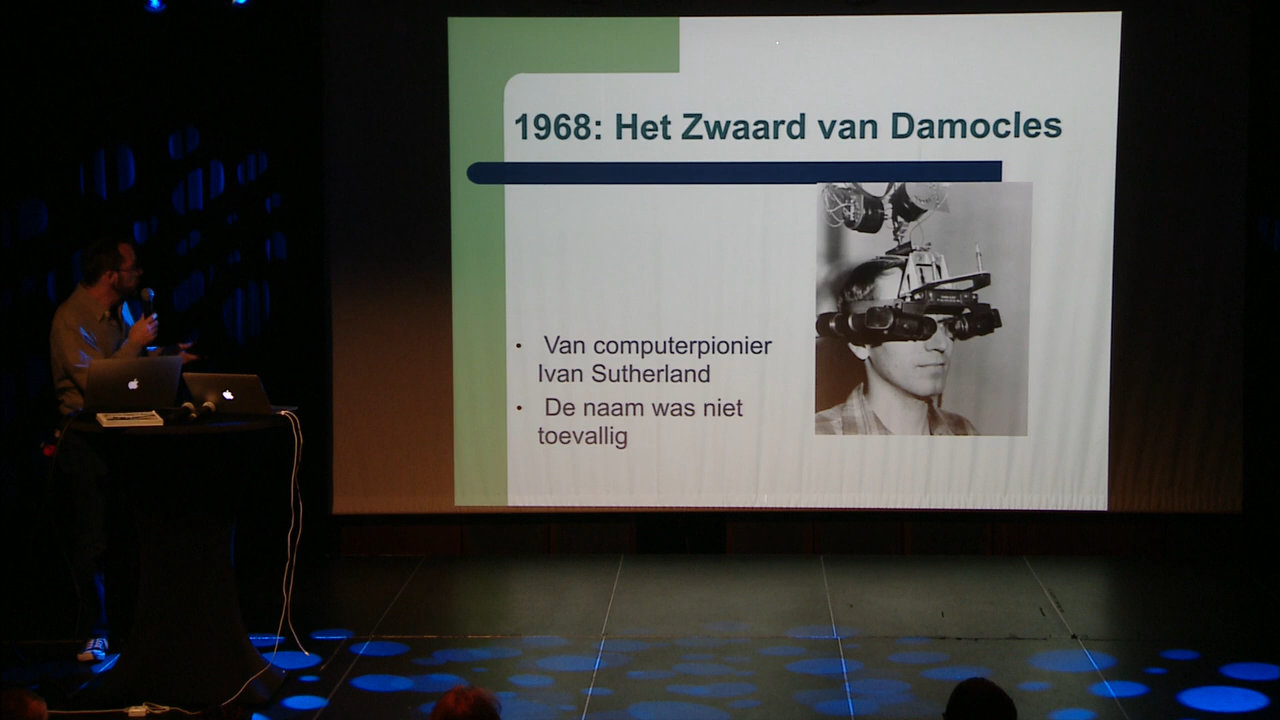 1968: Het Zwaard van Damocles
• Van computerpionier
Ivan Sutherland
• De naam was niet
toevallig